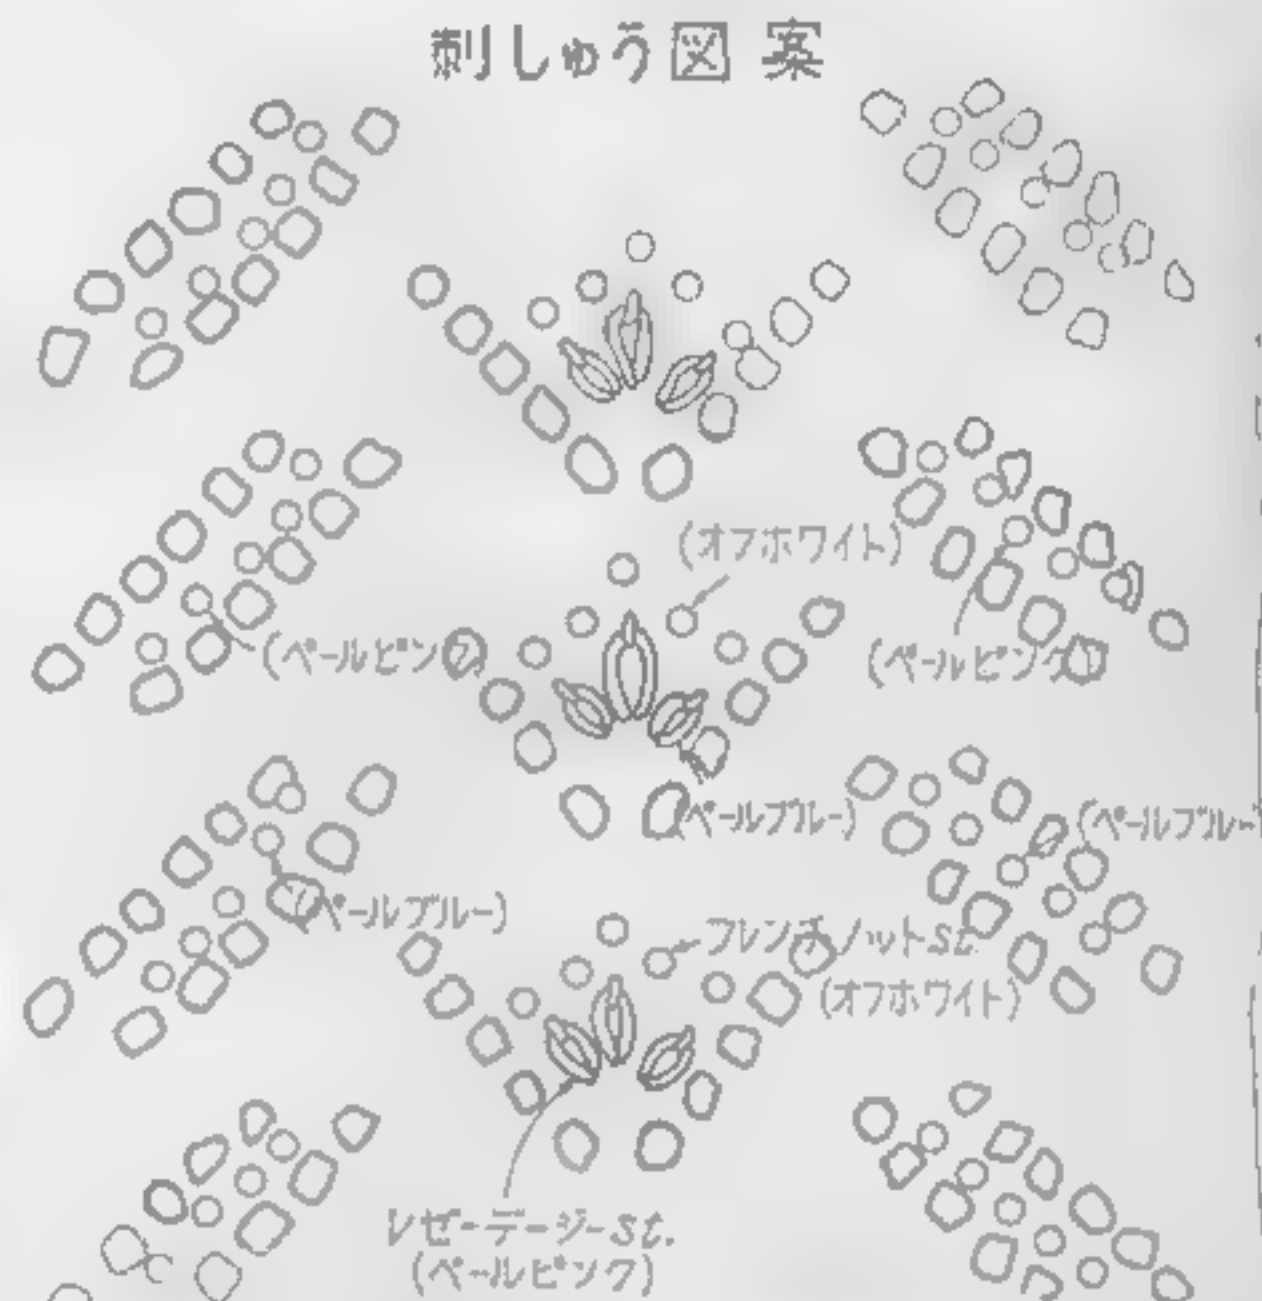 刺しゅう図案
(オフホワイト)
(ペールピンク)
(ペールピンク)
(ペールブルー)
(ペールブルー
(ペールブルー)
フレンチノットst.
(オフホワイト)
レゼーデージーst.
(ペールピンク)